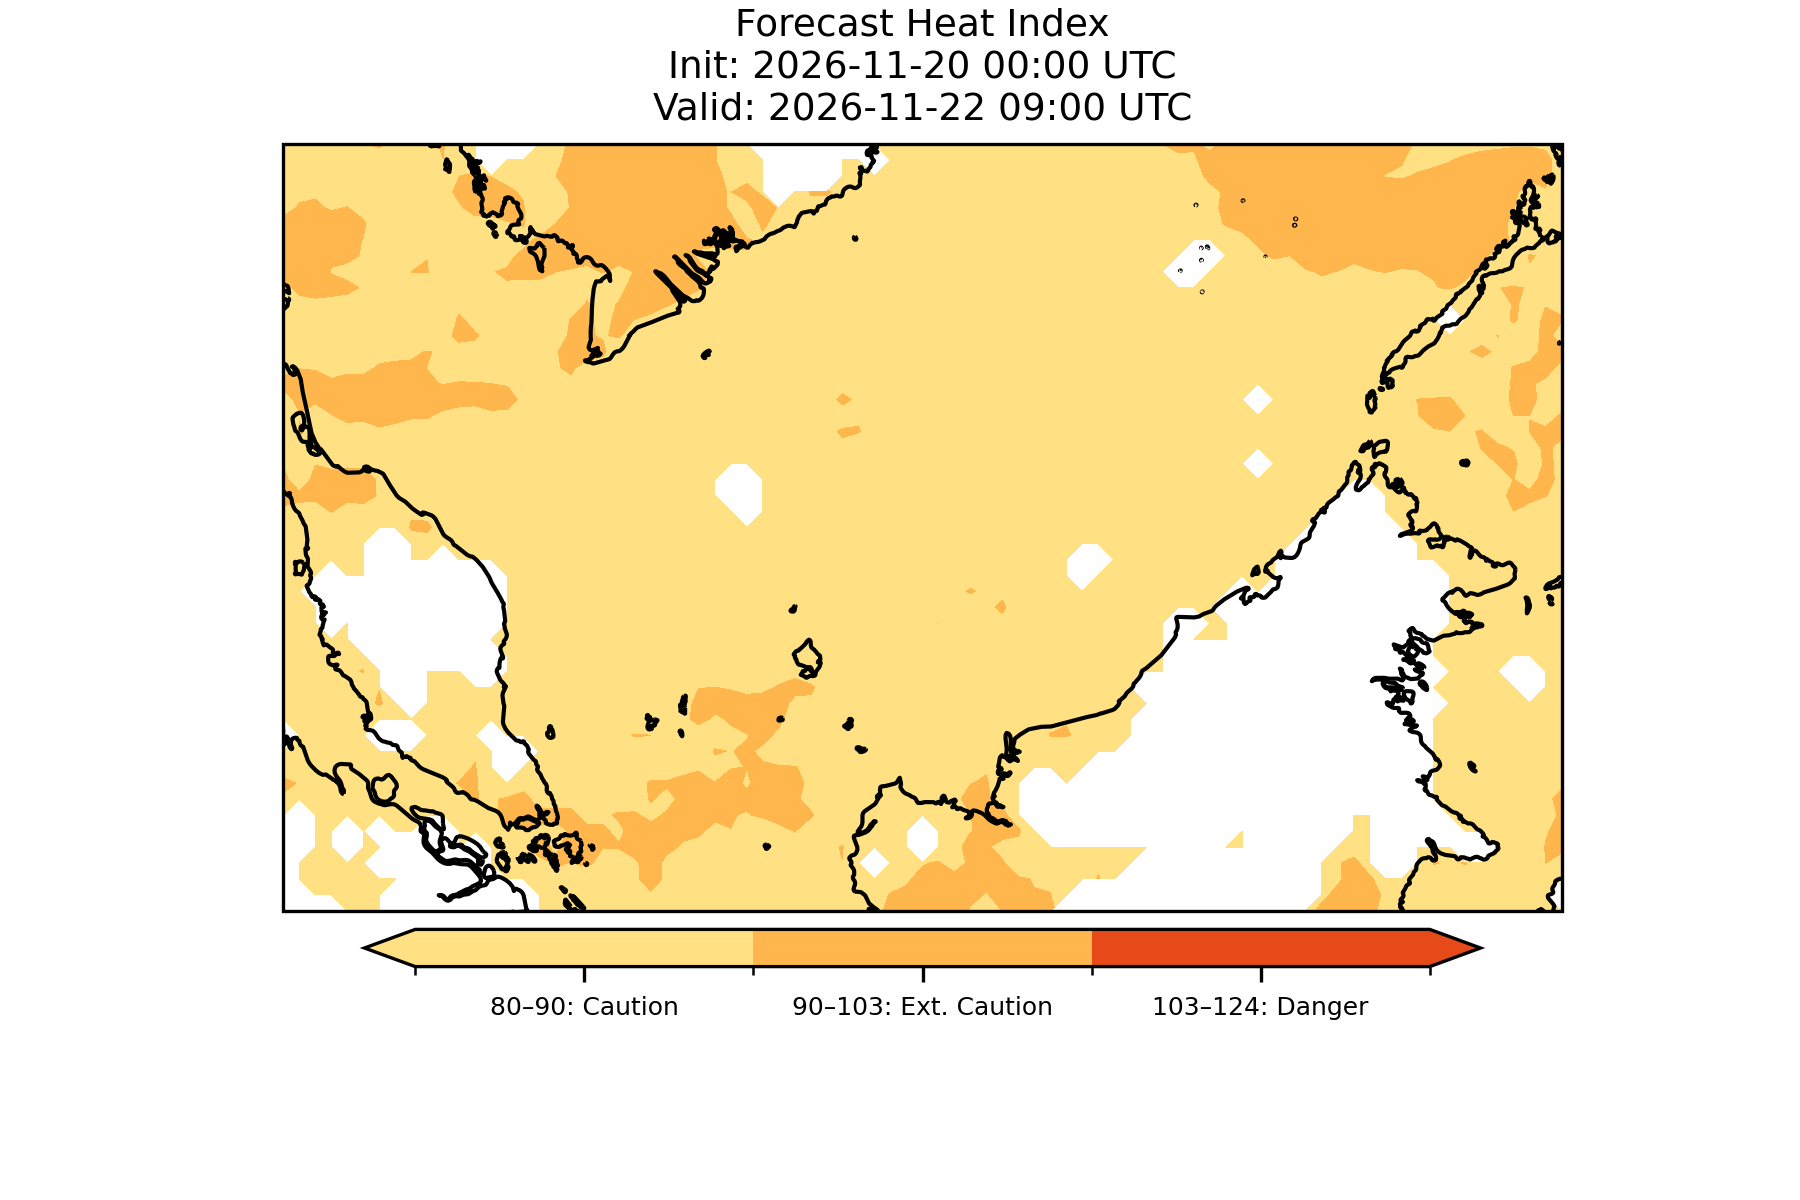 Forecast Heat Index
Init: 2026-11-20 00:00 UTC
Valid: 2026-11-22 09:00 UTC
80–90: Caution
90–103: Ext. Caution
103–124: Danger